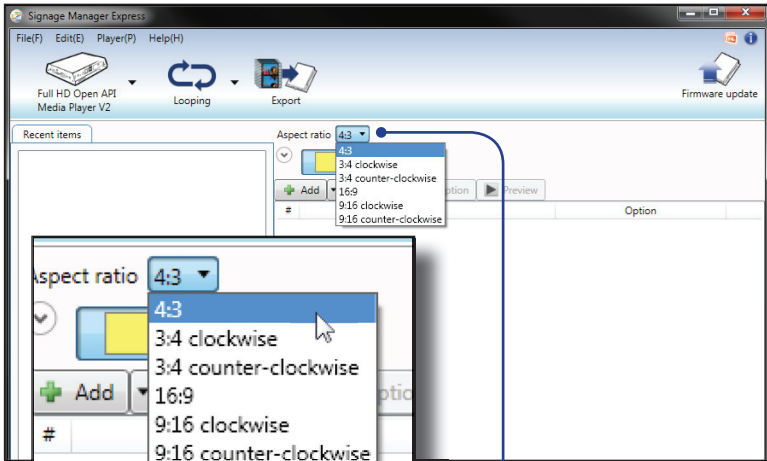 Signage Manager Express
File(F) Edit(E) Player(P) Help(H)
Full HD Open API
Media Player V2
Looping
Export
Firmware update
Recent items
Aspect ratio 4:3
4:3
3:4 clockwise
3:4 counter-clockwise
16:9
9:16 clockwise
9:16 counter-clockwise
Add
Preview
# Option
Aspect ratio 4:3
4:3
3:4 clockwise
3:4 counter-clockwise
16:9
9:16 clockwise
9:16 counter-clockwise
Add
#